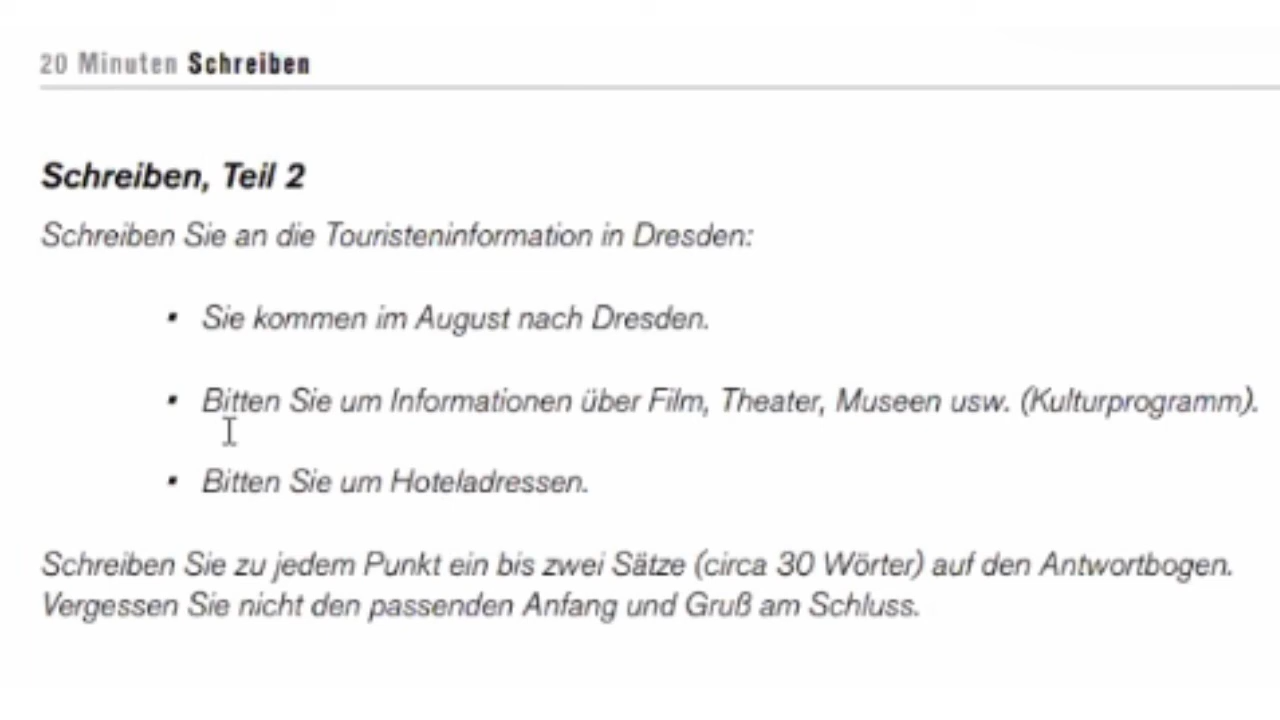 20 Minuten Schreiben
Schreiben, Teil 2
Schreiben Sie an die Touristeninformation in Dresden:
▪ Sie kommen im August nach Dresden.
▪ Bitten Sie um Informationen über Film, Theater, Museen usw. (Kulturprogramm).
▪ Bitten Sie um Hoteladressen.
Schreiben Sie zu jedem Punkt ein bis zwei Sätze (circa 30 Wörter) auf den Antwortbogen.
Vergessen Sie nicht den passenden Anfang und Gruß am Schluss.